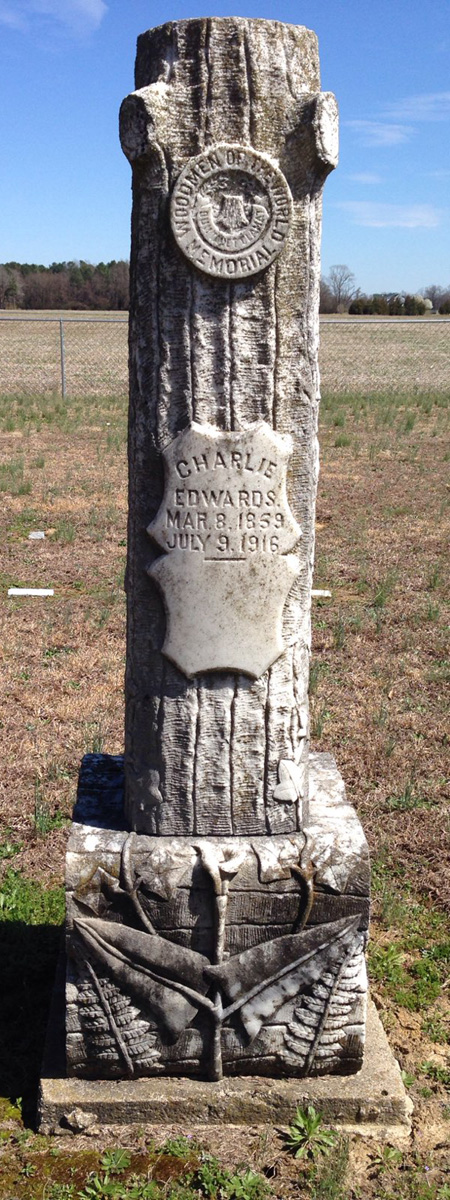 WOODMEN OF THE WORLD
MEMORIAL
CHARLIE
EDWARDS.
MAR. 8, 1859
JULY 9, 1916